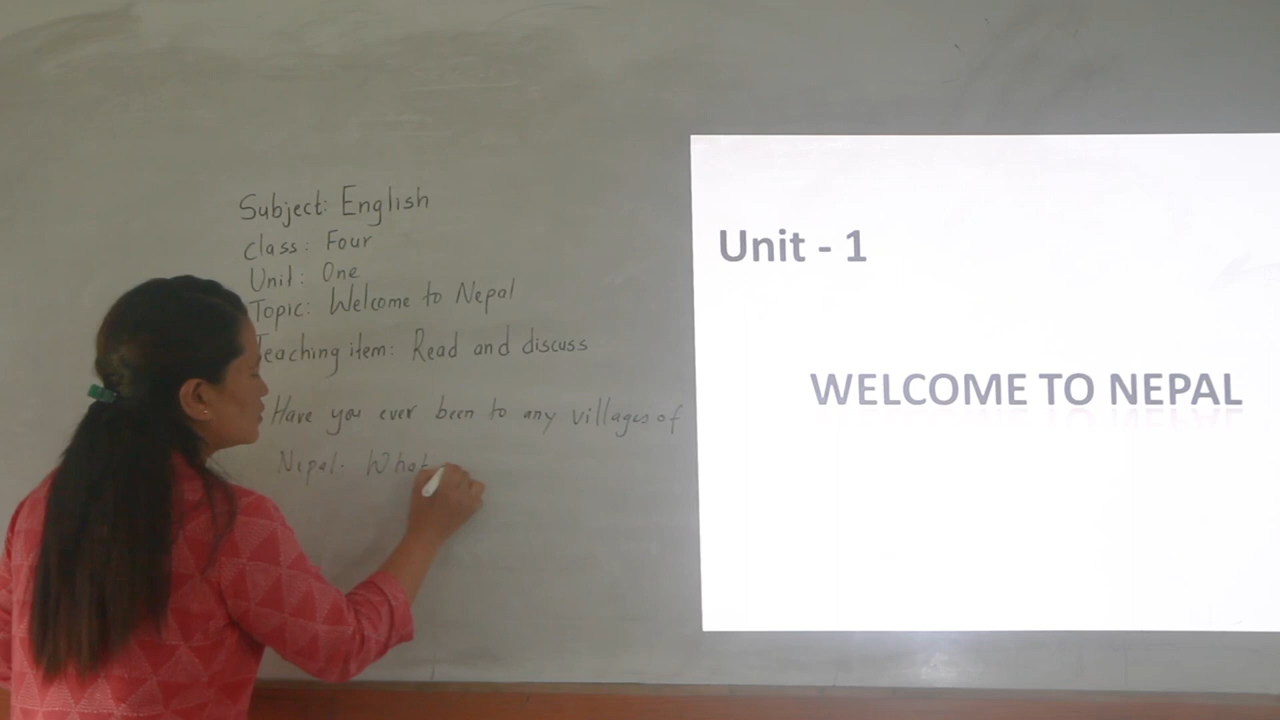 Subject: English
class: Four
Unit: One
Topic: Welcome to Nepal
Teaching item: Read and discuss
Have you ever been to any villages of
Nepal. What
Unit - 1
WELCOME TO NEPAL